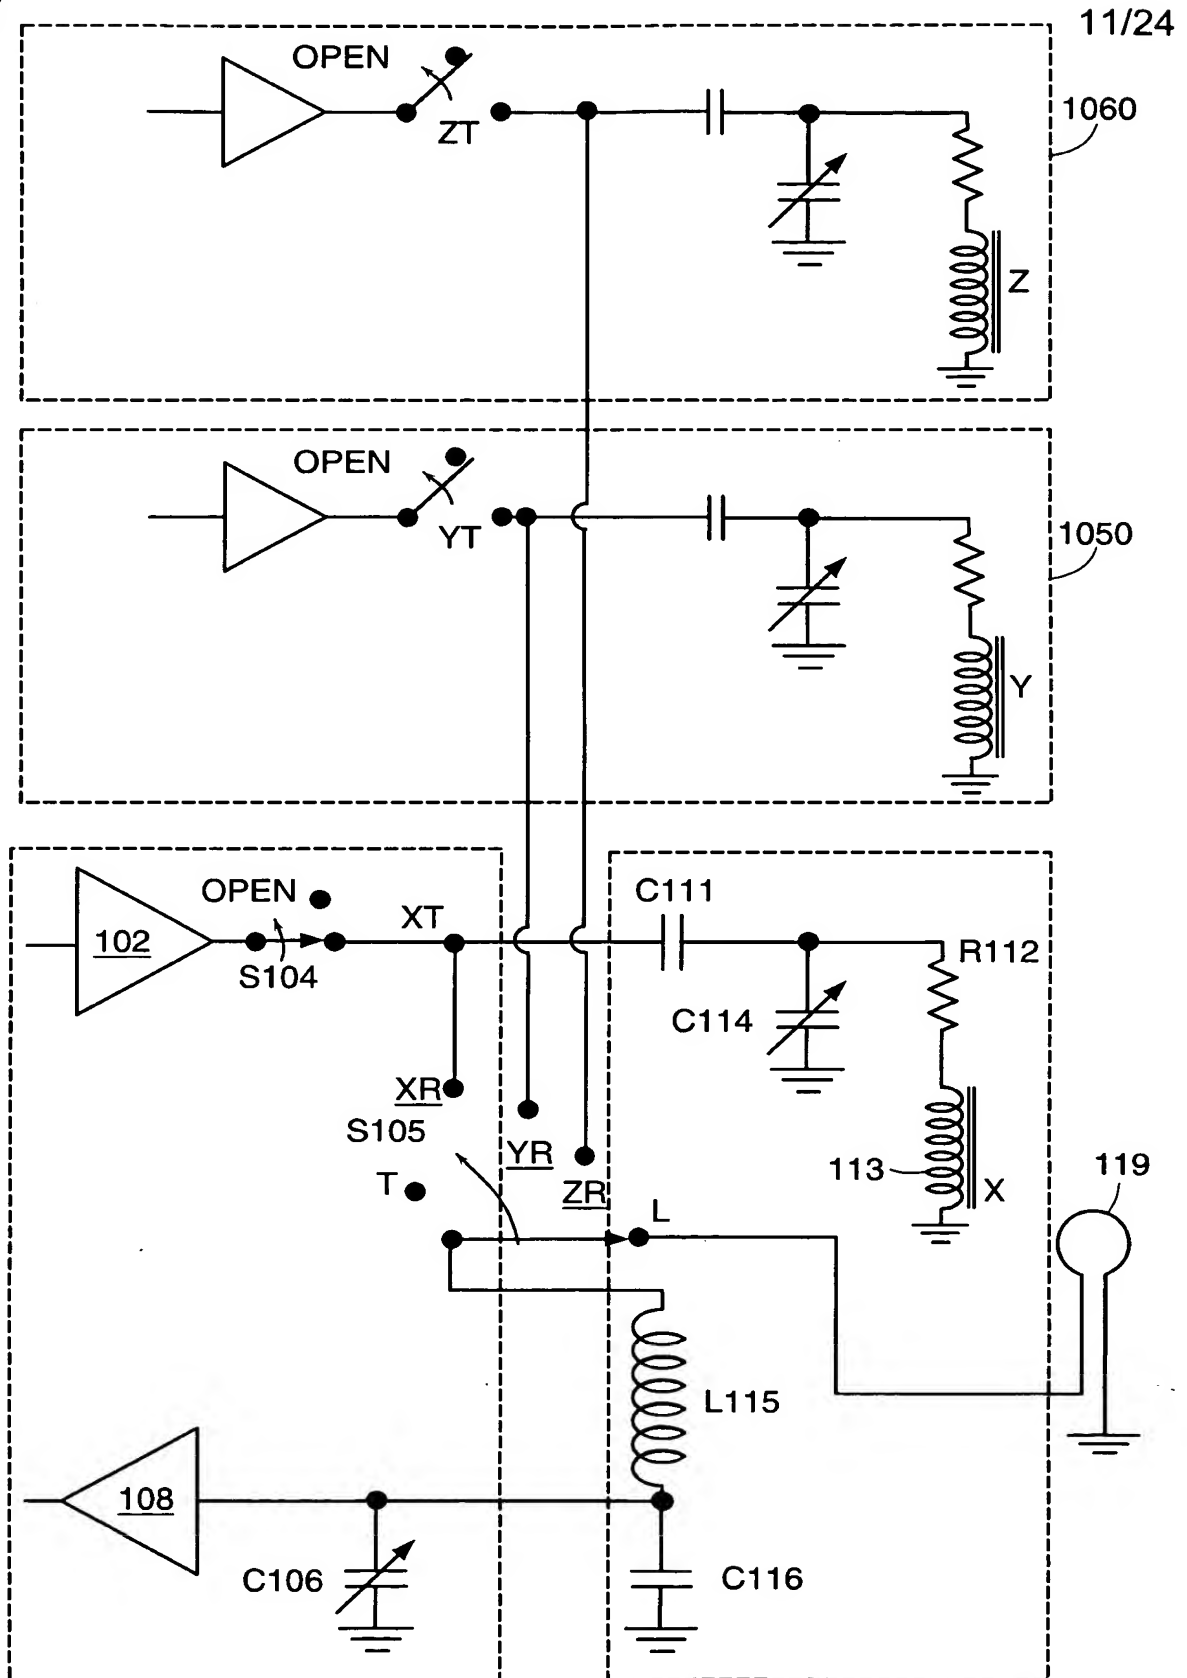 11/24
OPEN
ZT
1060
Z
OPEN
YT
1050
Y
OPEN
102
S104
XT
C111
R112
C114
XR
S105
YR
ZR
T
L
113
X
119
L115
108
C106
C116